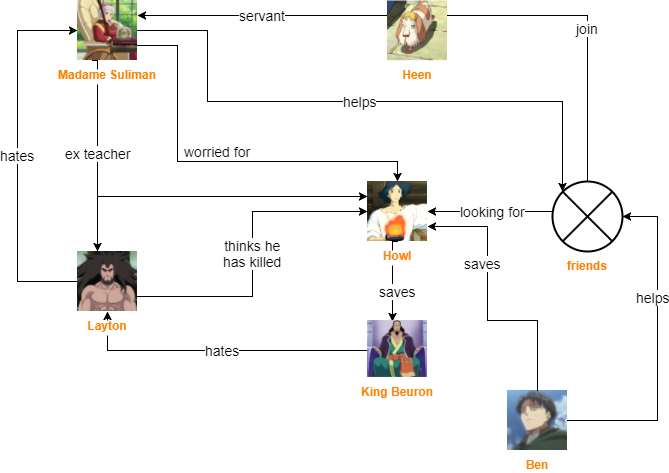 servant
join
Madame Suliman
Heen
helps
hates
ex teacher
worried for
looking for
thinks he
has killed
Howl
saves
friends
saves
helps
Layton
hates
King Beuron
Ben